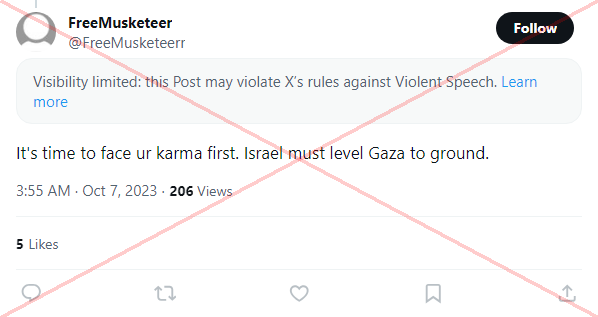 FreeMusketeer
@FreeMusketeerr
Follow
Visibility limited: this Post may violate X's rules against Violent Speech. Learn
more
It's time to face ur karma first. Israel must level Gaza to ground.
3:55 AM · Oct 7, 2023 · 206 Views
5 Likes